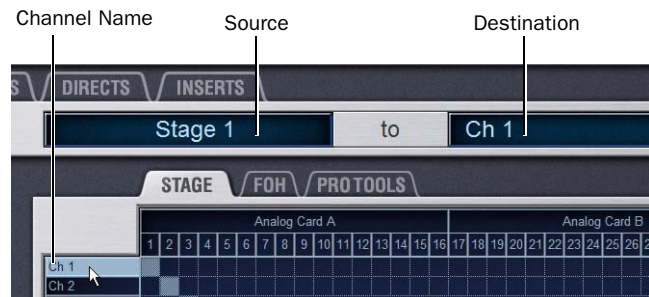 Channel Name
Source
Destination
S DIRECTS INSERTS
Stage 1 to Ch 1
STAGE FOH PRO TOOLS
Analog Card A Analog Card B
1 2 3 4 5 6 7 8 9 10 11 12 13 14 15 16 17 18 19 20 21 22 23 24 25 26 2
Ch 1
Ch 2